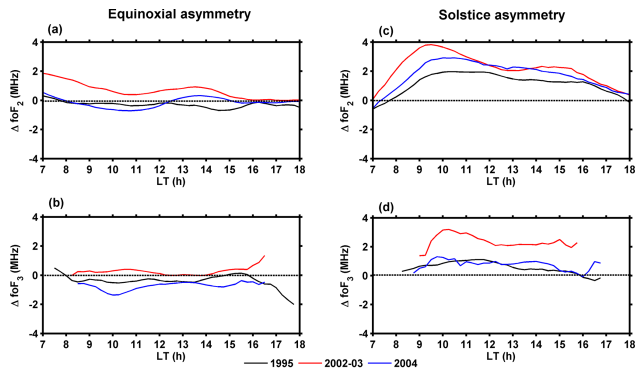 Equinoxial asymmetry
Solstice asymmetry
(a)
Δ foF2 (MHz)
4
2
0
-2
-4
7 8 9 10 11 12 13 14 15 16 17 18
LT (h)
(c)
Δ foF2 (MHz)
4
2
0
-2
-4
7 8 9 10 11 12 13 14 15 16 17 18
LT (h)
(b)
Δ foF3 (MHz)
4
2
0
-2
-4
7 8 9 10 11 12 13 14 15 16 17 18
LT (h)
(d)
Δ foF3 (MHz)
4
2
0
-2
-4
7 8 9 10 11 12 13 14 15 16 17 18
LT (h)
1995 2002-03 2004